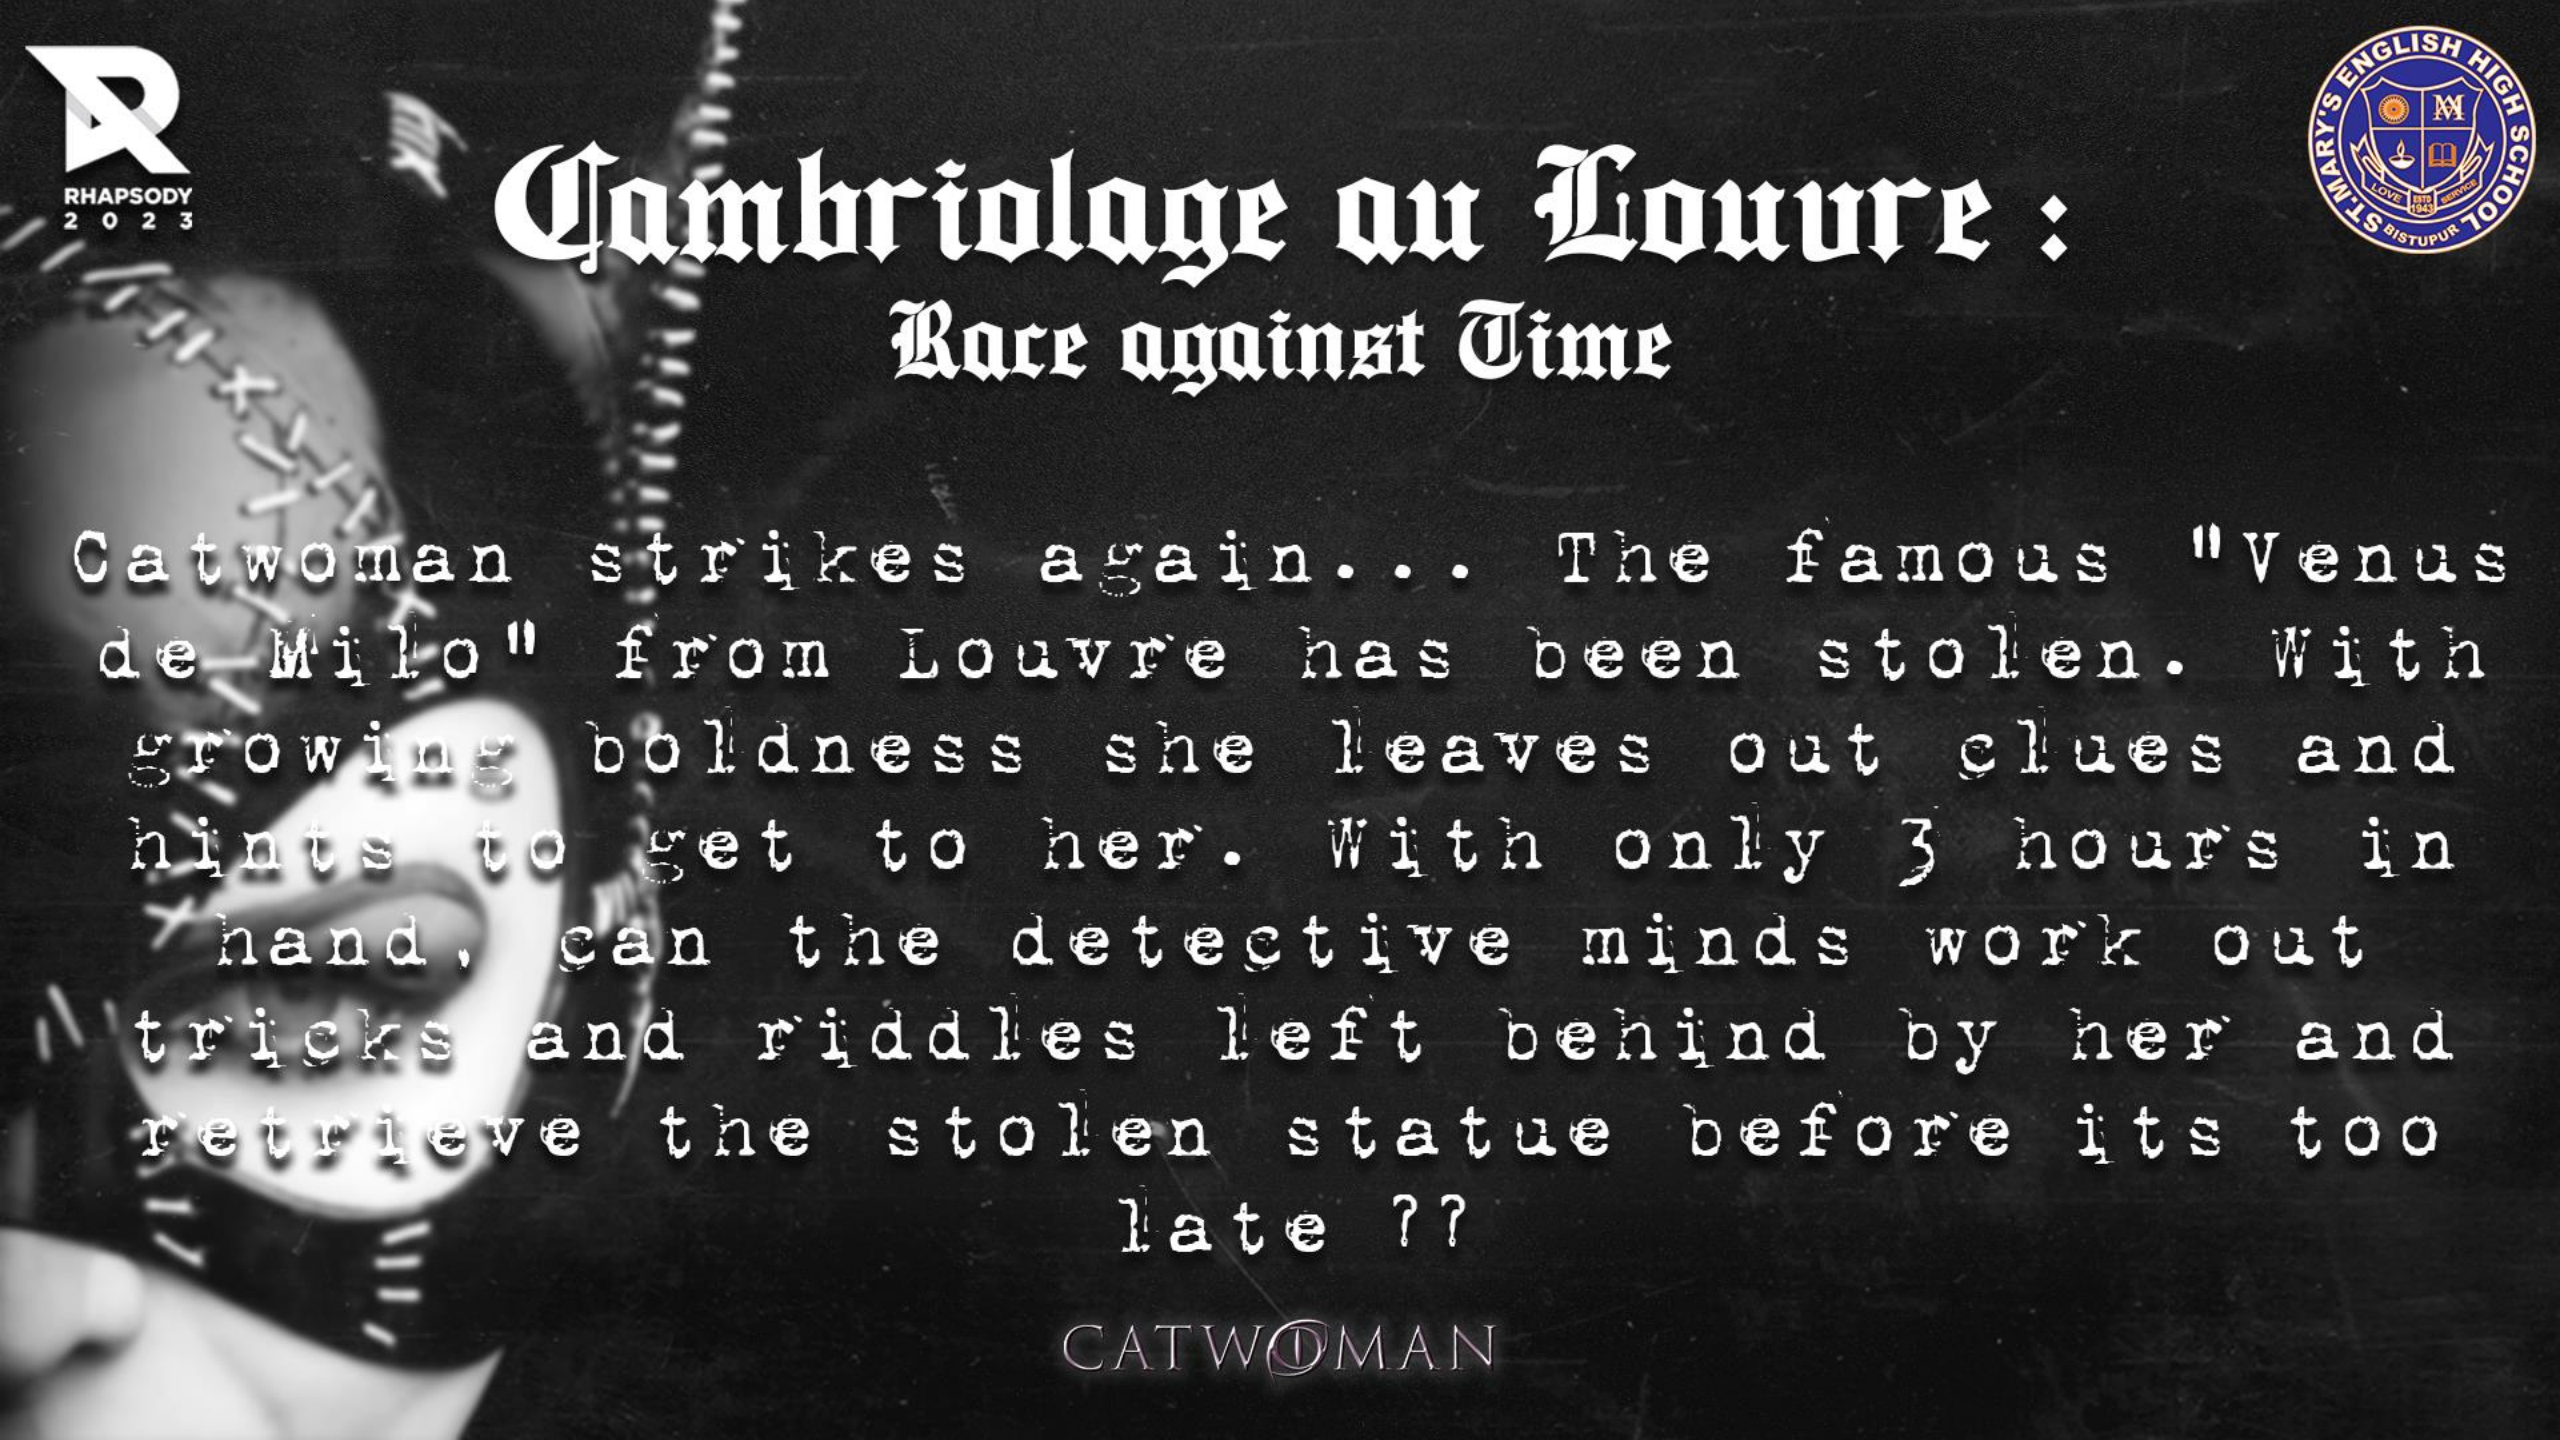 RHAPSODY
2023
ST. MARY'S ENGLISH HIGH SCHOOL
BISTUPUR
LOVE
SERVICE
ESTD
1943
Cambriolage au Louvre :
Race against Time
Catwoman strikes again... The famous "Venus
de Milo" from Louvre has been stolen. With
growing boldness she leaves out clues and
hints to get to her. With only 3 hours in
hand, can the detective minds work out
tricks and riddles left behind by her and
retrieve the stolen statue before its too
late ??
CATWOMAN